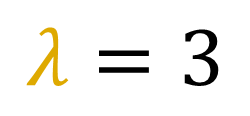 λ = 3